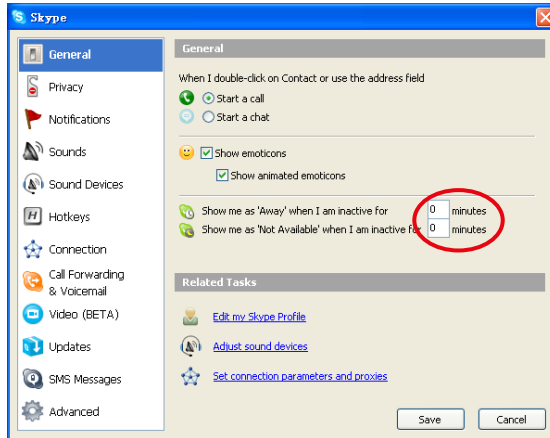 Skype
General
Privacy
Notifications
Sounds
Sound Devices
Hotkeys
Connection
Call Forwarding
& Voicemail
Video (BETA)
Updates
SMS Messages
Advanced
General
When I double-click on Contact or use the address field
Start a call
Start a chat
Show emoticons
Show animated emoticons
Show me as 'Away' when I am inactive for 0 minutes
Show me as 'Not Available' when I am inactive for 0 minutes
Related Tasks
Edit my Skype Profile
Adjust sound devices
Set connection parameters and proxies
Save Cancel